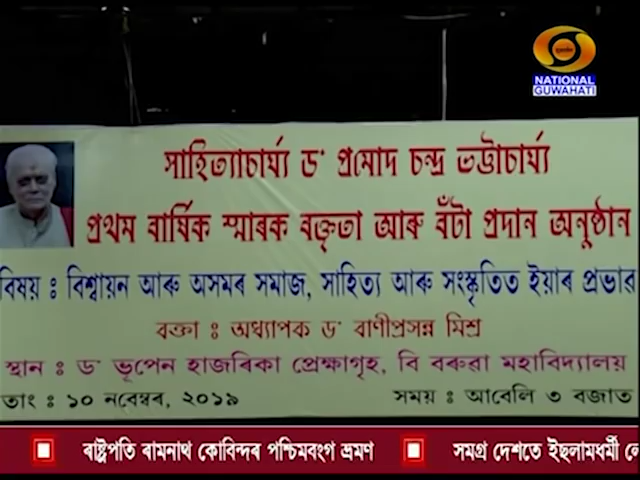 NATIONAL
GUWAHATI
সাহিত্যাচাৰ্য্য ড° প্ৰমোদ চন্দ্ৰ ভট্টাচাৰ্য্য
প্ৰথম বাৰ্ষিক স্মাৰক বক্তৃতা আৰু বঁটা প্ৰদান অনুষ্ঠান
বিষয় : বিশ্বায়ন আৰু অসমৰ সমাজ, সাহিত্য আৰু সংস্কৃতিত ইয়াৰ প্ৰভাৱ
বক্তা : অধ্যাপক ড° বাণীপ্ৰসন্ন মিশ্ৰ
স্থান : ড° ভূপেন হাজৰিকা প্ৰেক্ষাগৃহ, বি বৰুৱা মহাবিদ্যালয়
তাং : ১০ নবেম্বৰ, ২০১৯ সময় : আবেলি ৩ বজাত
ৰাষ্ট্ৰপতি ৰামনাথ কোবিন্দৰ পশ্চিমবংগ ভ্ৰমণ সমগ্ৰ দেশতে ইছলামধৰ্মী